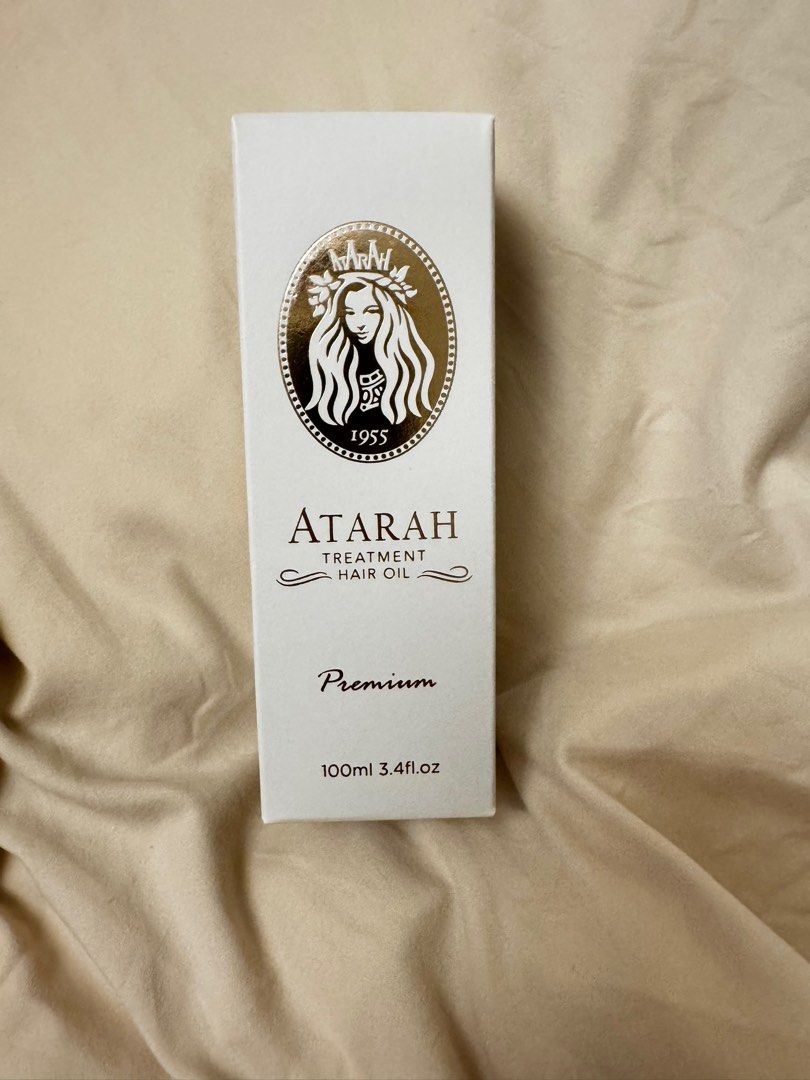 ATARAH
1955
ATARAH
TREATMENT
HAIR OIL
Premium
100ml 3.4fl.oz